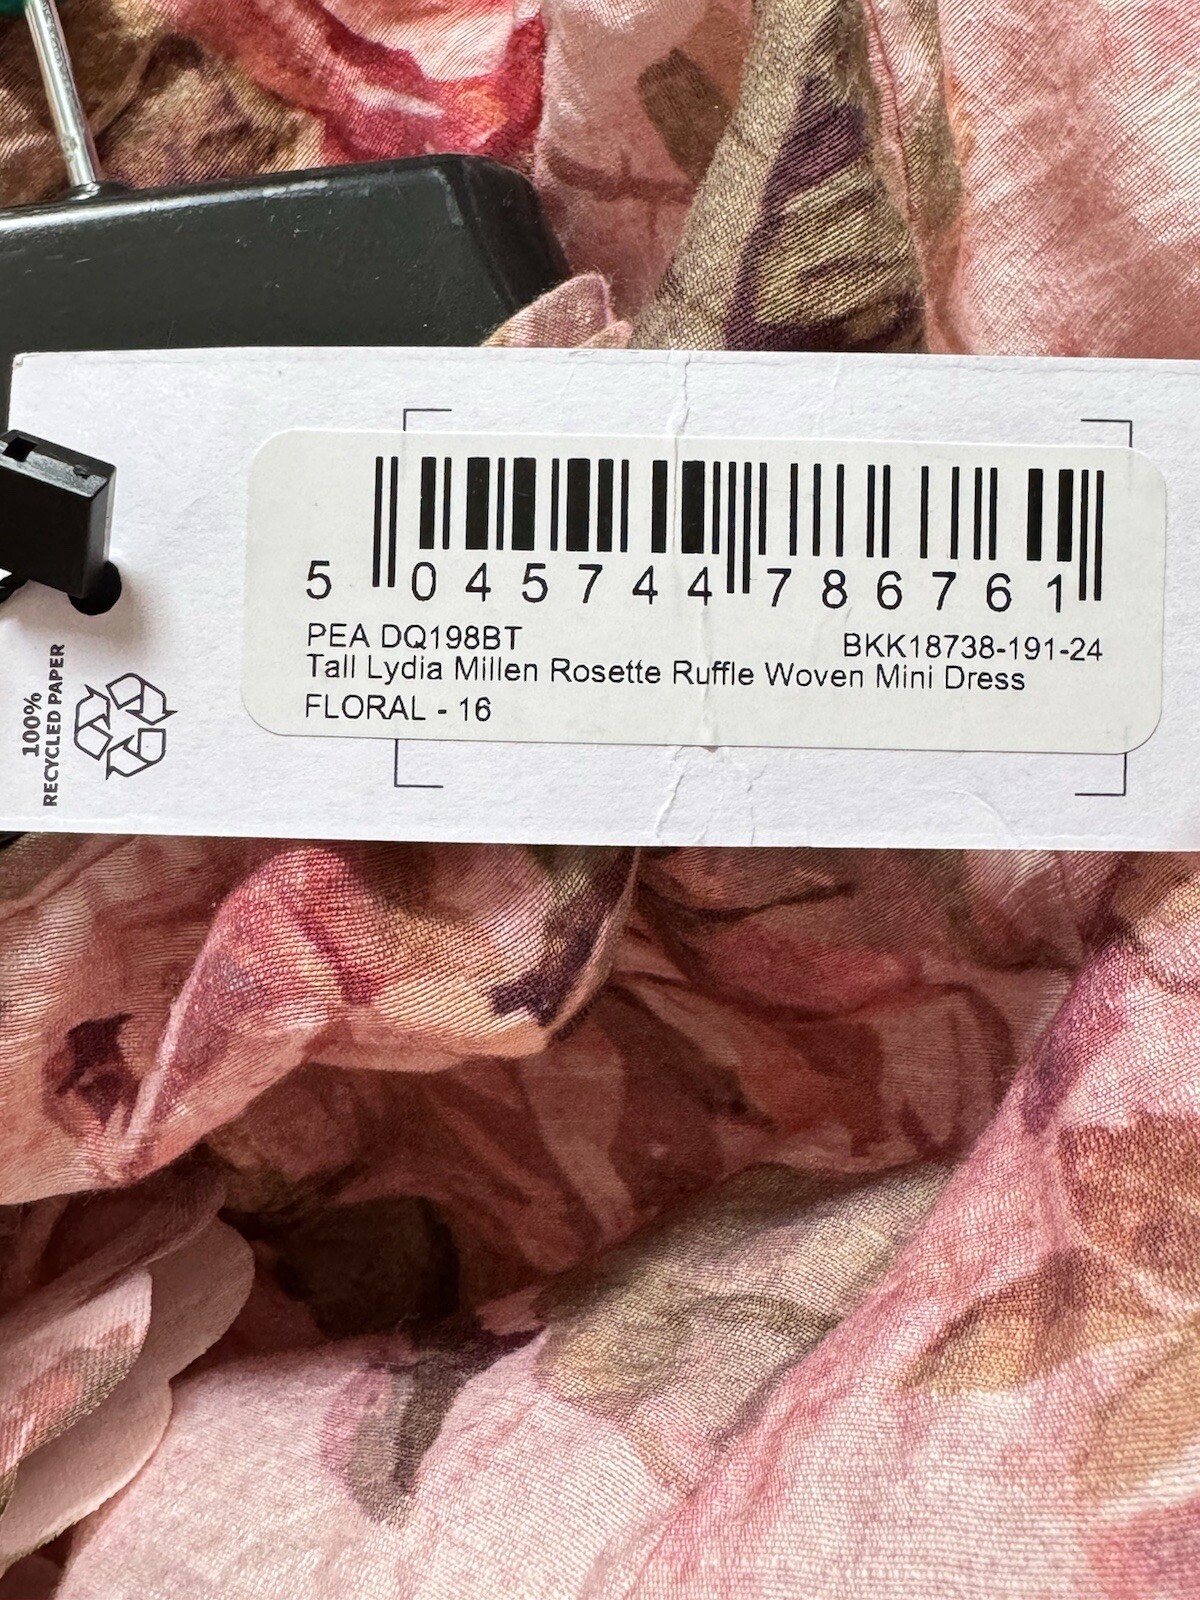 5 045744 786761
PEA DQ198BT BKK18738-191-24
Tall Lydia Millen Rosette Ruffle Woven Mini Dress
FLORAL - 16
100%
RECYCLED PAPER